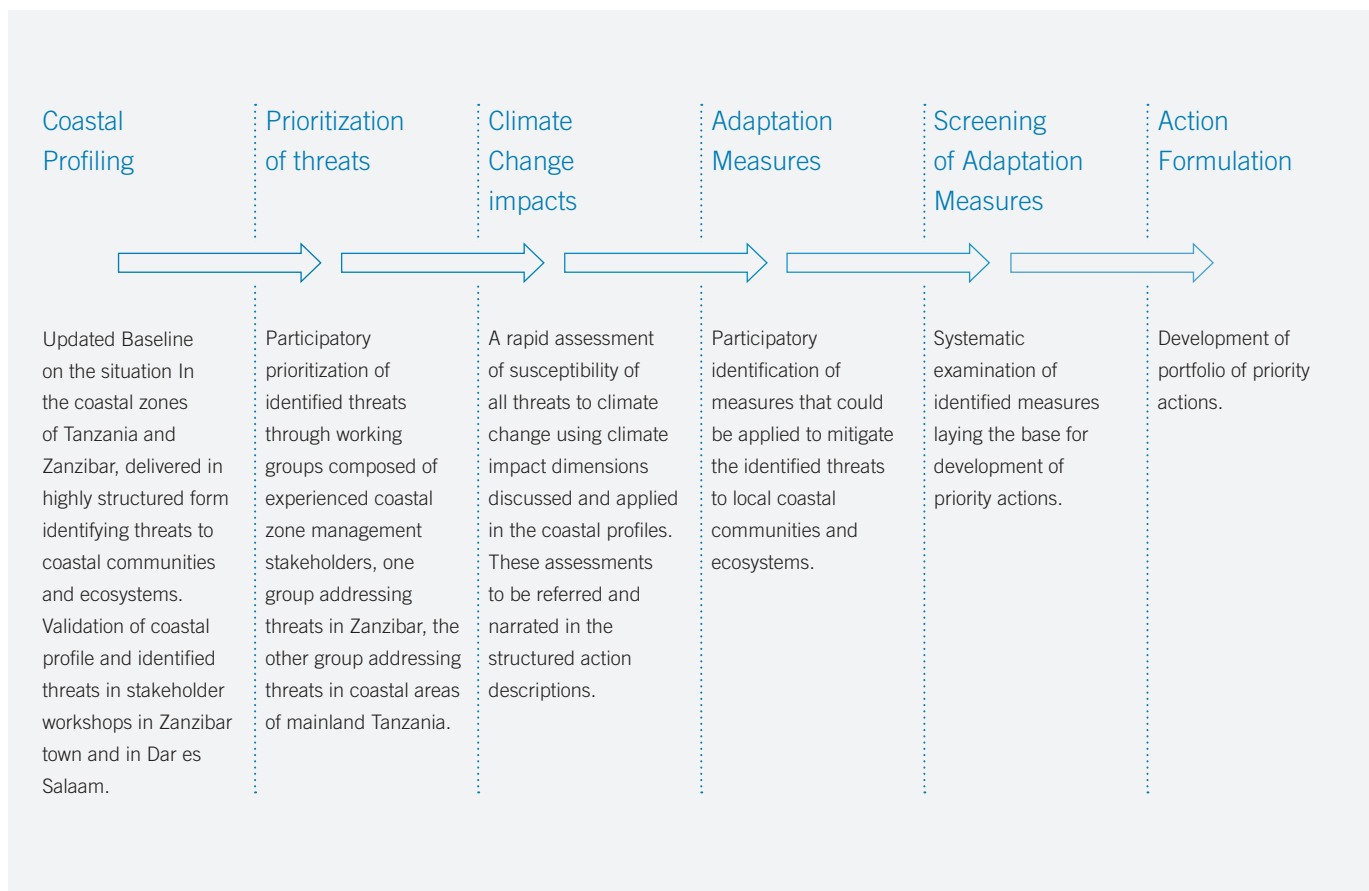 Coastal
Profiling
Prioritization
of threats
Climate
Change
impacts
Adaptation
Measures
Screening
of Adaptation
Measures
Action
Formulation
Updated Baseline
on the situation In
the coastal zones
of Tanzania and
Zanzibar, delivered in
highly structured form
identifying threats to
coastal communities
and ecosystems.
Validation of coastal
profile and identified
threats in stakeholder
workshops in Zanzibar
town and in Dar es
Salaam.
Participatory
prioritization of
identified threats
through working
groups composed of
experienced coastal
zone management
stakeholders, one
group addressing
threats in Zanzibar, the
other group addressing
threats in coastal areas
of mainland Tanzania.
A rapid assessment
of susceptibility of
all threats to climate
change using climate
impact dimensions
discussed and applied
in the coastal profiles.
These assessments
to be referred and
narrated in the
structured action
descriptions.
Participatory
identification of
measures that could
be applied to mitigate
the identified threats
to local coastal
communities and
ecosystems.
Systematic
examination of
identified measures
laying the base for
development of
priority actions.
Development of
portfolio of priority
actions.